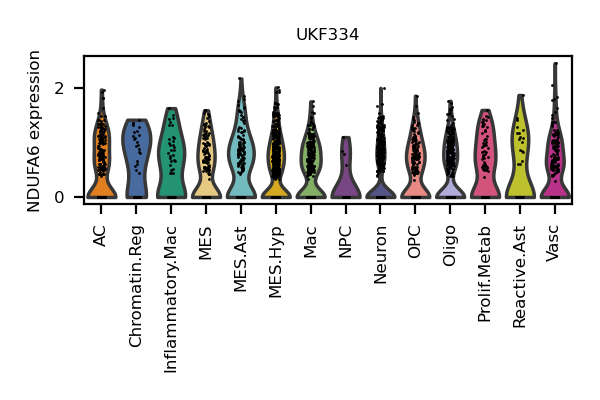 UKF334
NDUFA6 expression
2
0
AC
Chromatin.Reg
Inflammatory.Mac
MES
MES.Ast
MES.Hyp
Mac
NPC
Neuron
OPC
Oligo
Prolif.Metab
Reactive.Ast
Vasc